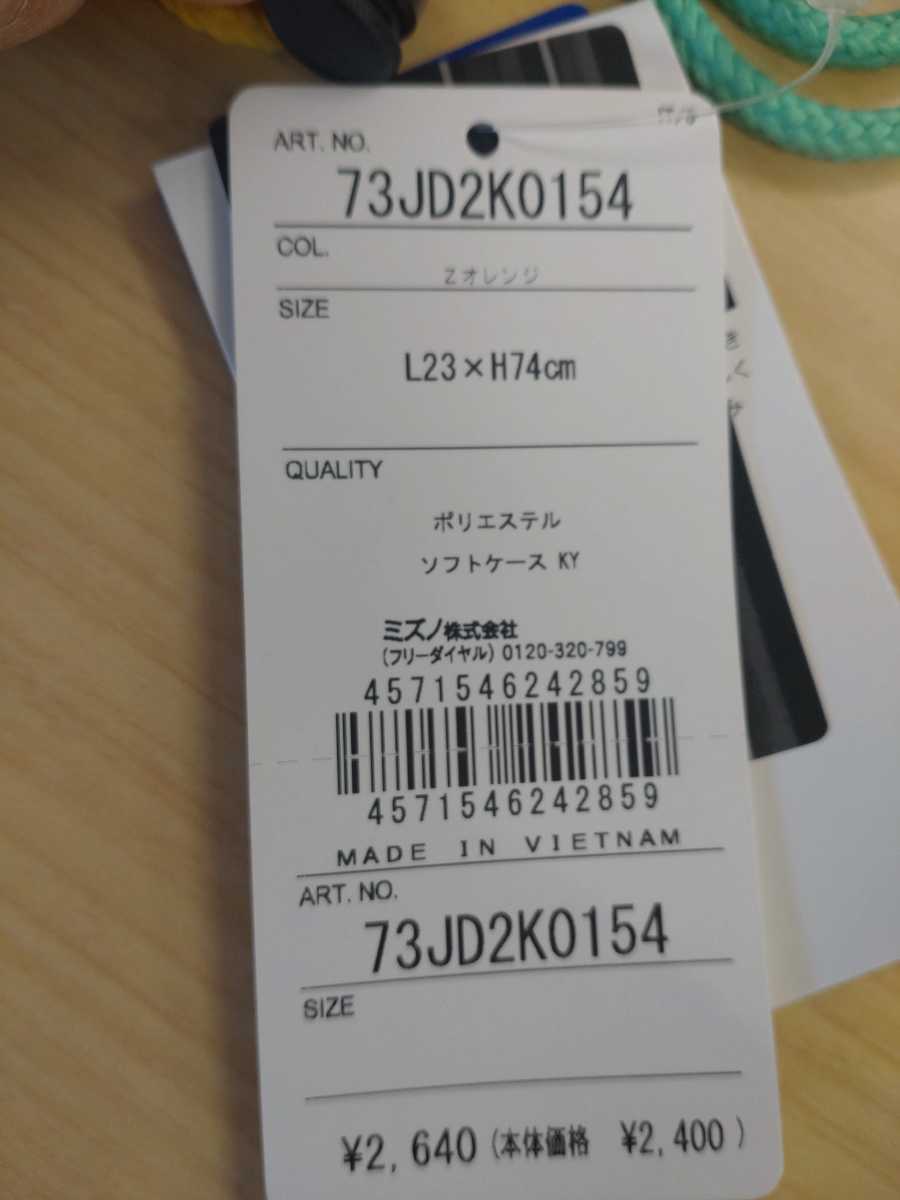 ART. NO.
73JD2K0154
COL.
Zオレンジ
SIZE
L23×H74cm
QUALITY
ポリエステル
ソフトケース KY
ミズノ株式会社
(フリーダイヤル) 0120-320-799
4571546242859
4571546242859
MADE IN VIETNAM
ART. NO.
73JD2K0154
SIZE
¥2,640(本体価格 ¥2,400)